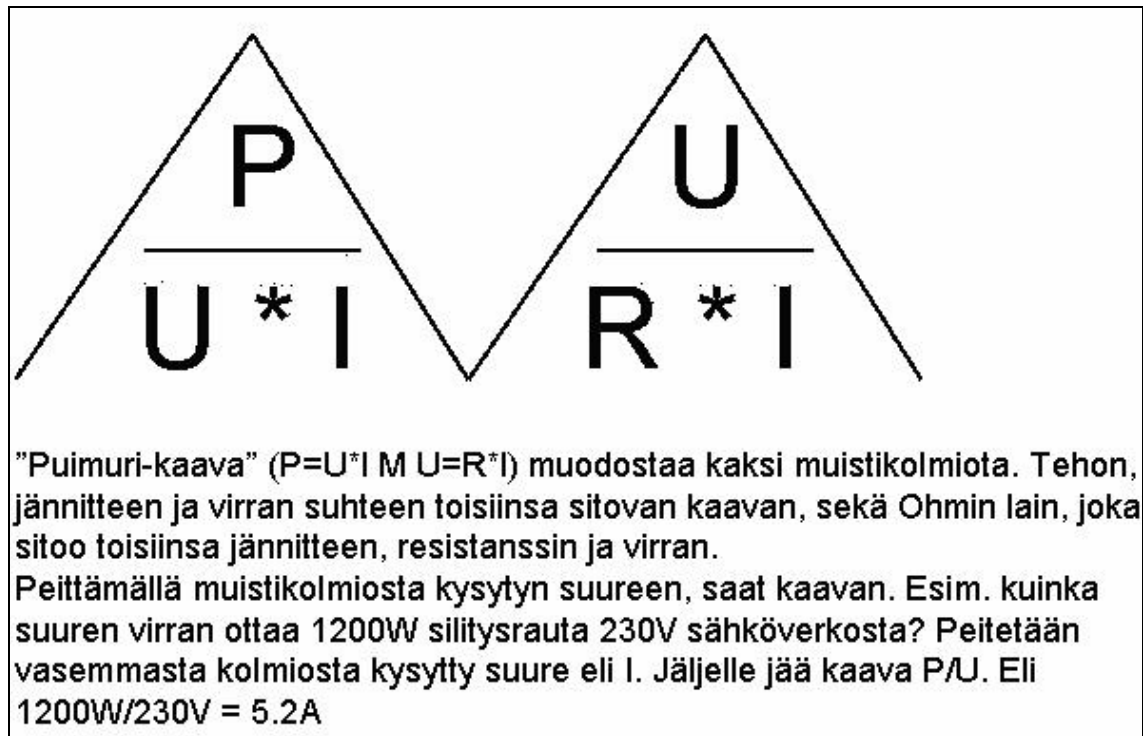 P U
U * I R * I
”Puimuri-kaava” (P=U*I M U=R*I) muodostaa kaksi muistikolmiota. Tehon,
jännitteen ja virran suhteen toisiinsa sitovan kaavan, sekä Ohmin lain, joka
sitoo toisiinsa jännitteen, resistanssin ja virran.
Peittämällä muistikolmiosta kysytyn suureen, saat kaavan. Esim. kuinka
suuren virran ottaa 1200W silitysrauta 230V sähköverkosta? Peitetään
vasemmasta kolmiosta kysytty suure eli I. Jäljelle jää kaava P/U. Eli
1200W/230V = 5.2A